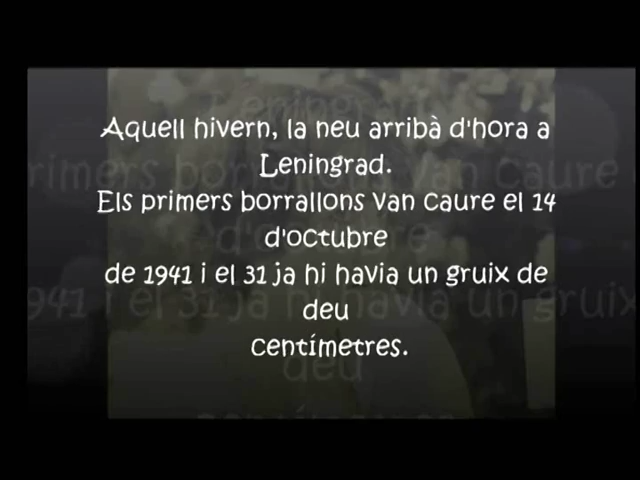 Aquell hivern, la neu arribà d'hora a
Leningrad.
Els primers borrallons van caure el 14
d'octubre
de 1941 i el 31 ja hi havia un gruix de
deu
centímetres.